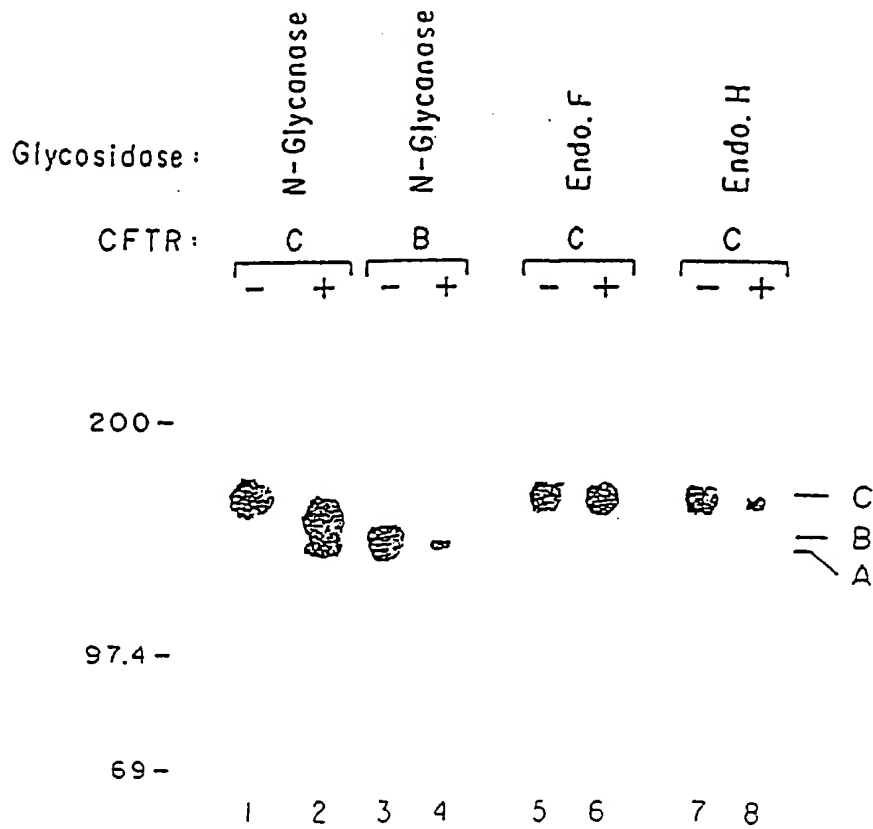 Glycosidase: N-Glycanase N-Glycanase Endo. F Endo. H
CFTR: C B C C
- + - + - + - +
200-
C
B
A
97.4-
69-
1 2 3 4 5 6 7 8